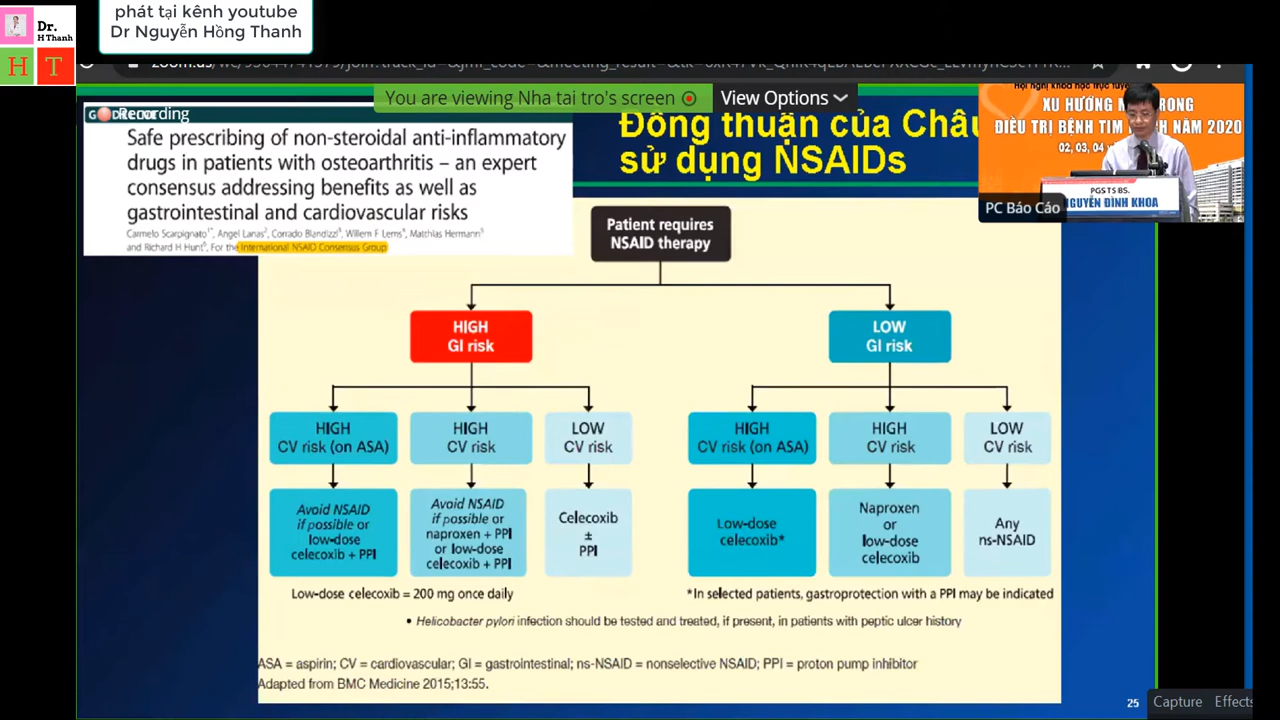 phát tại kênh youtube
Dr Nguyễn Hồng Thanh
Dr.
H Thanh
H T
You are viewing Nha tai tro's screen
View Options
Recording
Safe prescribing of non-steroidal anti-inflammatory
drugs in patients with osteoarthritis – an expert
consensus addressing benefits as well as
gastrointestinal and cardiovascular risks
Carmelo Scarpignato, Angel Lanas, Corrado Blandizzi, Willem F Lems, Matthias Hermann
and Richard H Hunt, For the International NSAID Consensus Group
Đồng thuận của Châu
sử dụng NSAIDs
Hội nghị khoa học trực tuyến
XU HƯỚNG TRONG
ĐIỀU TRỊ BỆNH TIM NĂM 2020
02, 03, 04
PGS TS BS.
NGUYỄN ĐÌNH KHOA
PC Báo Cáo
Patient requires
NSAID therapy
HIGH
GI risk
LOW
GI risk
HIGH
CV risk (on ASA)
HIGH
CV risk
LOW
CV risk
HIGH
CV risk (on ASA)
HIGH
CV risk
LOW
CV risk
Avoid NSAID
if possible or
low-dose
celecoxib + PPI
Avoid NSAID
if possible or
naproxen + PPI
or low-dose
celecoxib + PPI
Celecoxib
±
PPI
Low-dose
celecoxib*
Naproxen
or
low-dose
celecoxib
Any
ns-NSAID
Low-dose celecoxib = 200 mg once daily
*In selected patients, gastroprotection with a PPI may be indicated
• Helicobacter pylori infection should be tested and treated, if present, in patients with peptic ulcer history
ASA = aspirin; CV = cardiovascular; GI = gastrointestinal; ns-NSAID = nonselective NSAID; PPI = proton pump inhibitor
Adapted from BMC Medicine 2015;13:55.
25
Capture
Effects